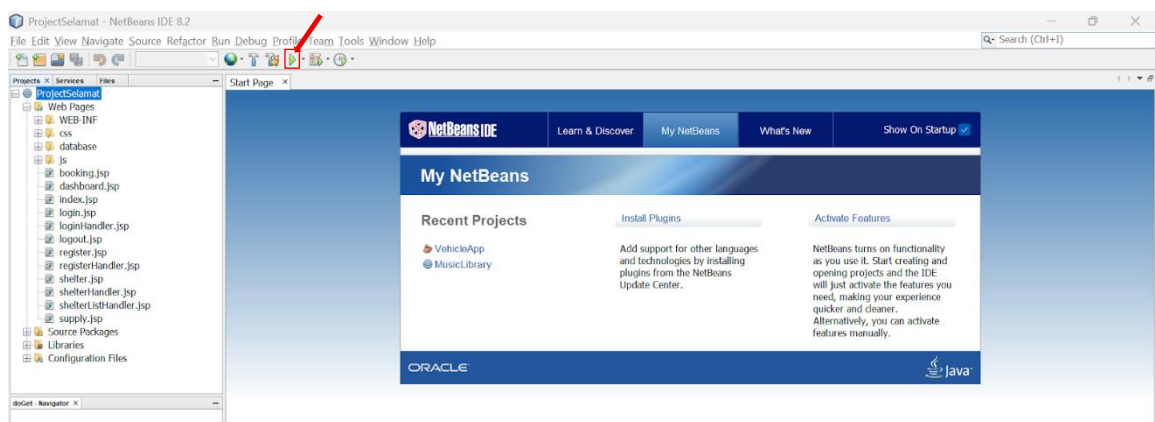 ProjectSelamat - NetBeans IDE 8.2
File Edit View Navigate Source Refactor Run Debug Profile Team Tools Window Help
Search (Ctrl+I)
Projects Services Files
Start Page
ProjectSelamat
Web Pages
WEB-INF
css
database
js
booking.jsp
dashboard.jsp
index.jsp
login.jsp
loginHandler.jsp
logout.jsp
register.jsp
registerHandler.jsp
shelter.jsp
shelterHandler.jsp
shelterListHandler.jsp
supply.jsp
Source Packages
Libraries
Configuration Files
doGet - Navigator
NetBeans IDE
Learn & Discover
My NetBeans
What's New
Show On Startup
My NetBeans
Recent Projects
VehicleApp
MusicLibrary
Install Plugins
Add support for other languages
and technologies by installing
plugins from the NetBeans
Update Center.
Activate Features
NetBeans turns on functionality
as you use it. Start creating and
opening projects and the IDE
will just activate the features you
need, making your experience
quicker and cleaner.
Alternatively, you can activate
features manually.
ORACLE
Java